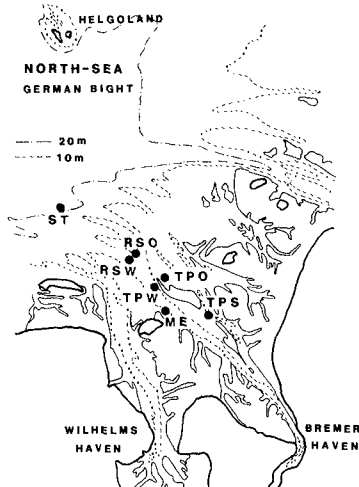 HELGOLAND
NORTH-SEA
GERMAN BIGHT
20m
10m
ST
RSO
RSW
TPO
TPW
TPS
ME
WILHELMS
HAVEN
BREMER
HAVEN